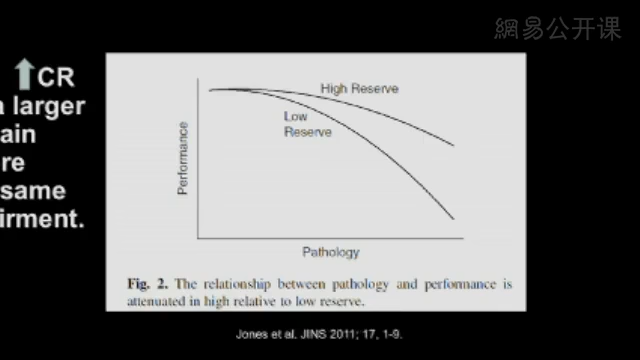 網易公开课
⬆CR
a larger
ain
re
same
irment.
High Reserve
Low
Reserve
Performance
Pathology
Fig. 2. The relationship between pathology and performance is
attenuated in high relative to low reserve.
Jones et al. JINS 2011; 17, 1-9.